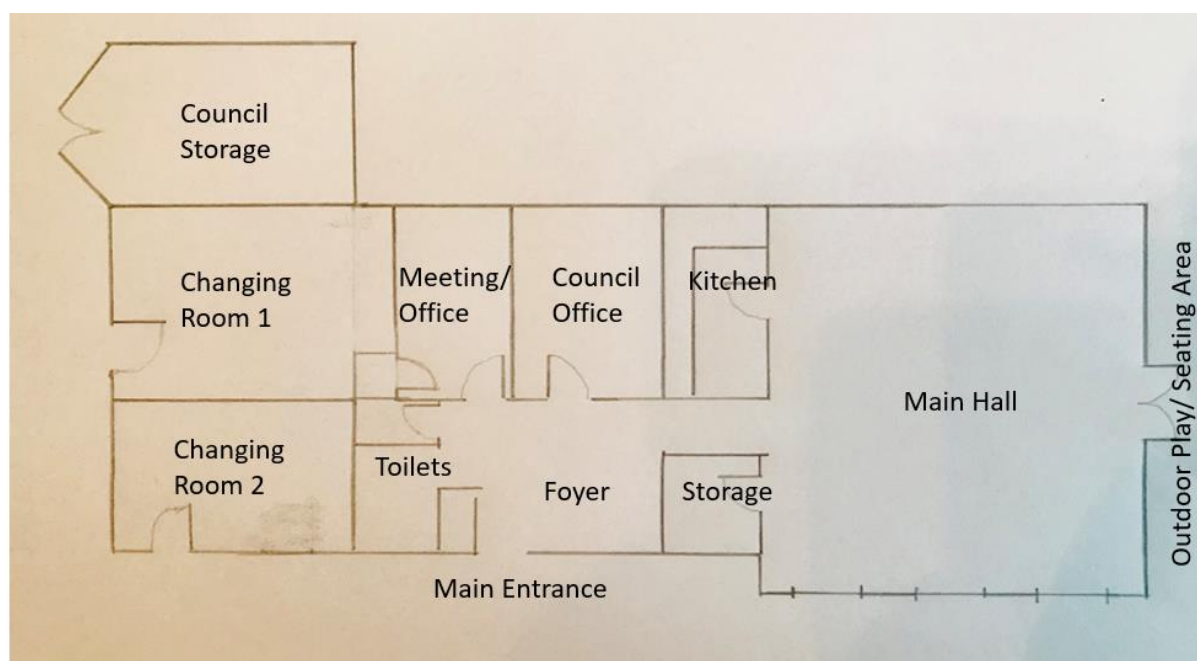 Council
Storage
Changing
Room 1
Meeting/
Office
Council
Office
Kitchen
Main Hall
Outdoor Play/ Seating Area
Changing
Room 2
Toilets
Foyer
Storage
Main Entrance